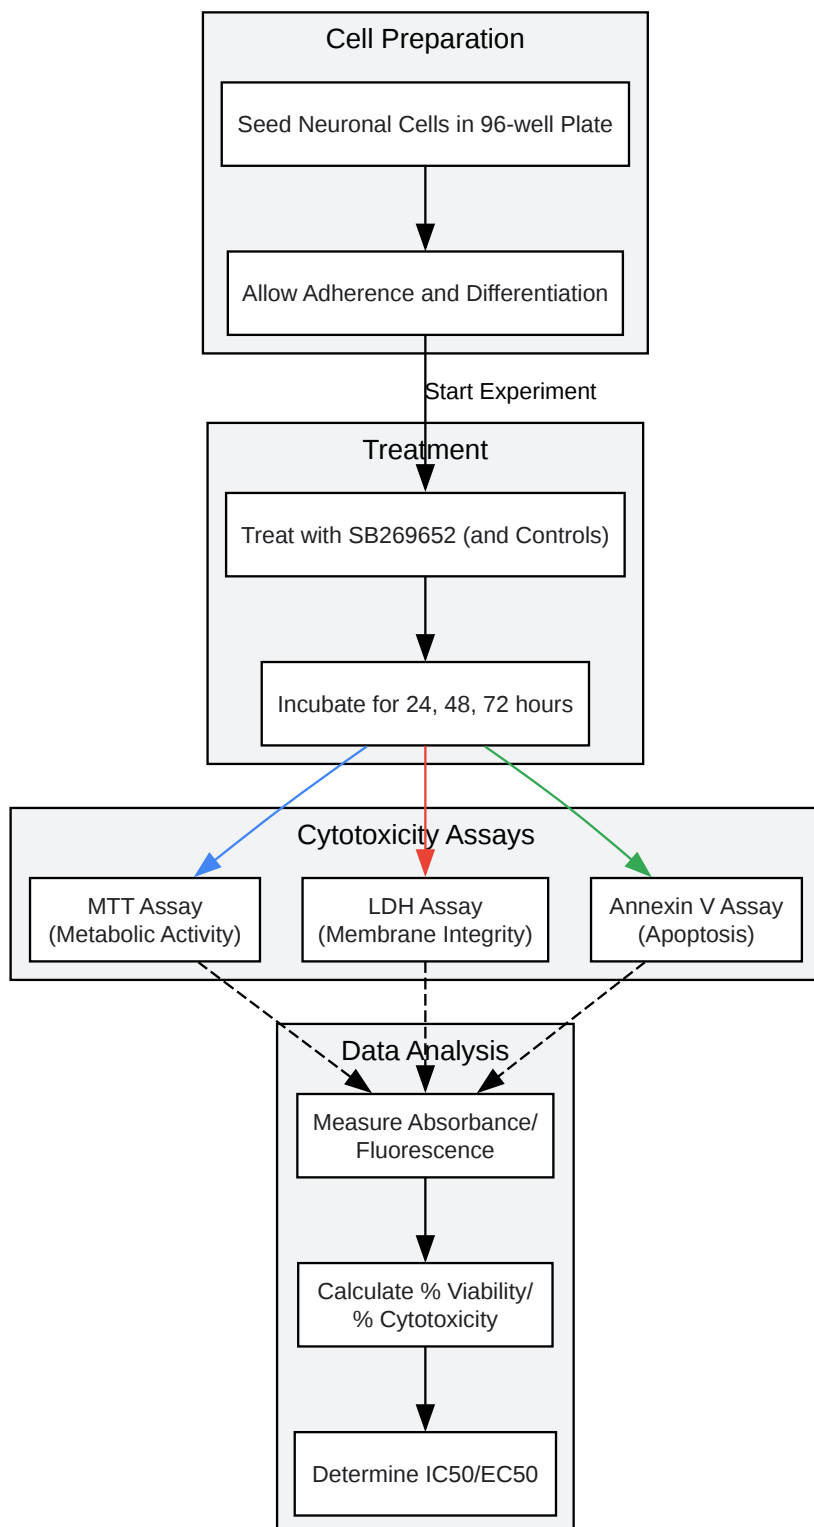 Cell Preparation
Seed Neuronal Cells in 96-well Plate
Allow Adherence and Differentiation
Start Experiment
Treatment
Treat with SB269652 (and Controls)
Incubate for 24, 48, 72 hours
Cytotoxicity Assays
MTT Assay
(Metabolic Activity)
LDH Assay
(Membrane Integrity)
Annexin V Assay
(Apoptosis)
Data Analysis
Measure Absorbance/
Fluorescence
Calculate % Viability/
% Cytotoxicity
Determine IC50/EC50